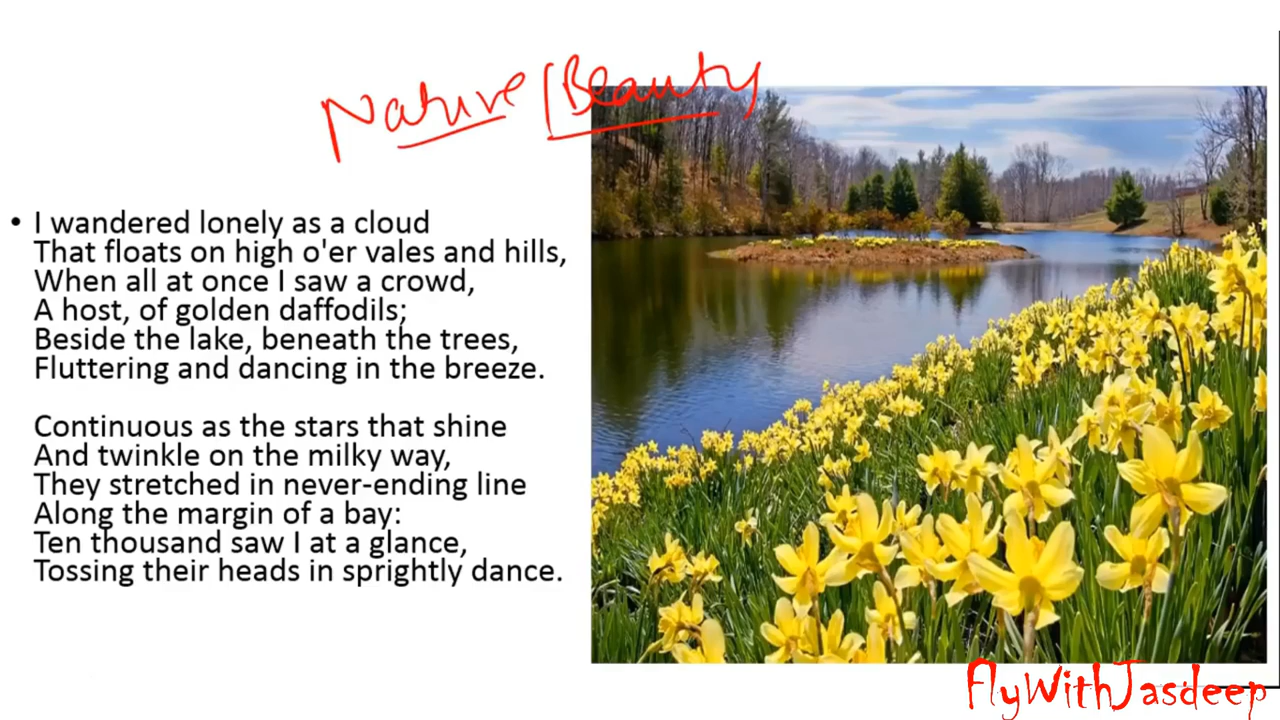 Nature / Beauty
• I wandered lonely as a cloud
That floats on high o'er vales and hills,
When all at once I saw a crowd,
A host, of golden daffodils;
Beside the lake, beneath the trees,
Fluttering and dancing in the breeze.
Continuous as the stars that shine
And twinkle on the milky way,
They stretched in never-ending line
Along the margin of a bay:
Ten thousand saw I at a glance,
Tossing their heads in sprightly dance.
FlyWithJasdeep